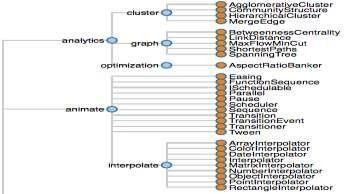 cluster
AgglomerativeCluster
CommunityStructure
HierarchicalCluster
MergeEdge
analytics
graph
BetweennessCentrality
LinkDistance
MaxFlowMinCut
ShortestPaths
SpanningTree
optimization
AspectRatioBanker
animate
Easing
FunctionSequence
ISchedulable
Parallel
Pause
Scheduler
Sequence
Transition
TransitionEvent
Transitioner
Tween
interpolate
ArrayInterpolator
ColorInterpolator
DateInterpolator
Interpolator
MatrixInterpolator
NumberInterpolator
ObjectInterpolator
PointInterpolator
RectangleInterpolator